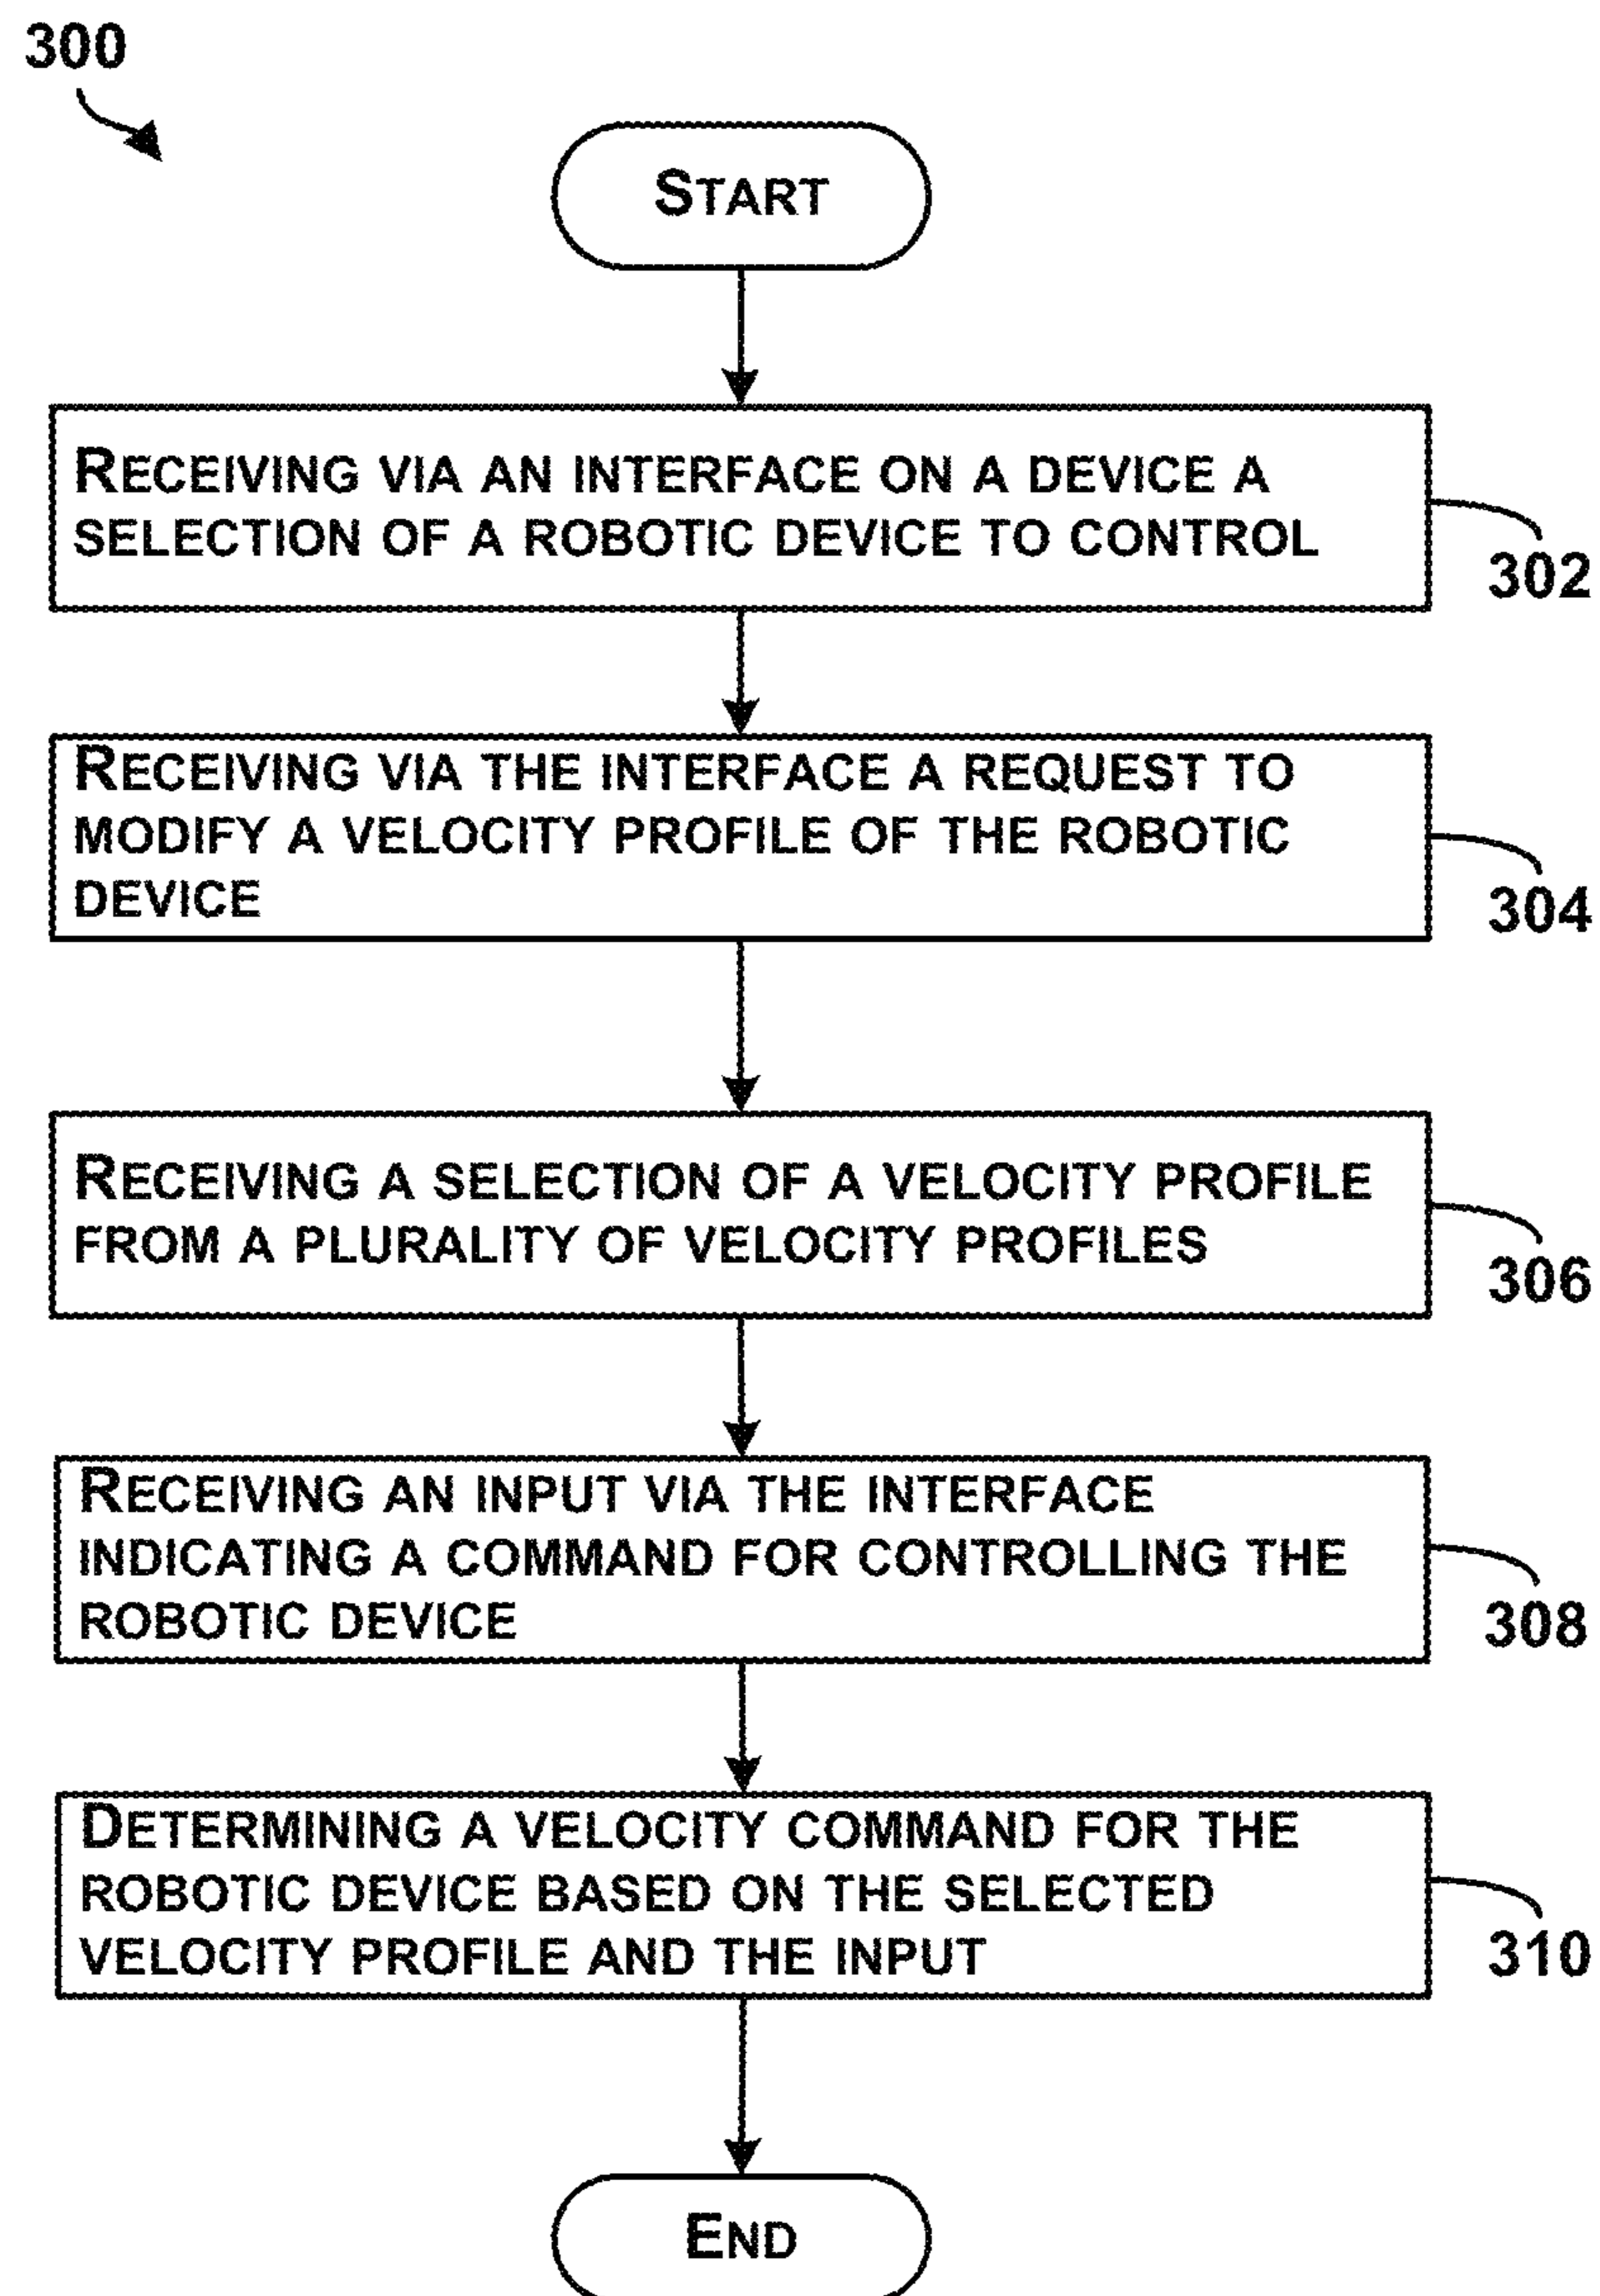 300
START
RECEIVING VIA AN INTERFACE ON A DEVICE A
SELECTION OF A ROBOTIC DEVICE TO CONTROL
302
RECEIVING VIA THE INTERFACE A REQUEST TO
MODIFY A VELOCITY PROFILE OF THE ROBOTIC
DEVICE
304
RECEIVING A SELECTION OF A VELOCITY PROFILE
FROM A PLURALITY OF VELOCITY PROFILES
306
RECEIVING AN INPUT VIA THE INTERFACE
INDICATING A COMMAND FOR CONTROLLING THE
ROBOTIC DEVICE
308
DETERMINING A VELOCITY COMMAND FOR THE
ROBOTIC DEVICE BASED ON THE SELECTED
VELOCITY PROFILE AND THE INPUT
310
END